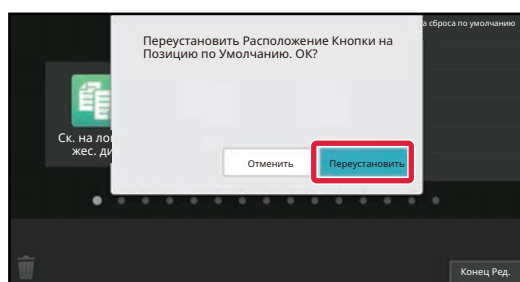 а сброса по умолчанию
Переустановить Расположение Кнопки на
Позицию по Умолчанию. ОК?
Ск. на ло
жес. ди
Отменить
Переустановить
Конец Ред.